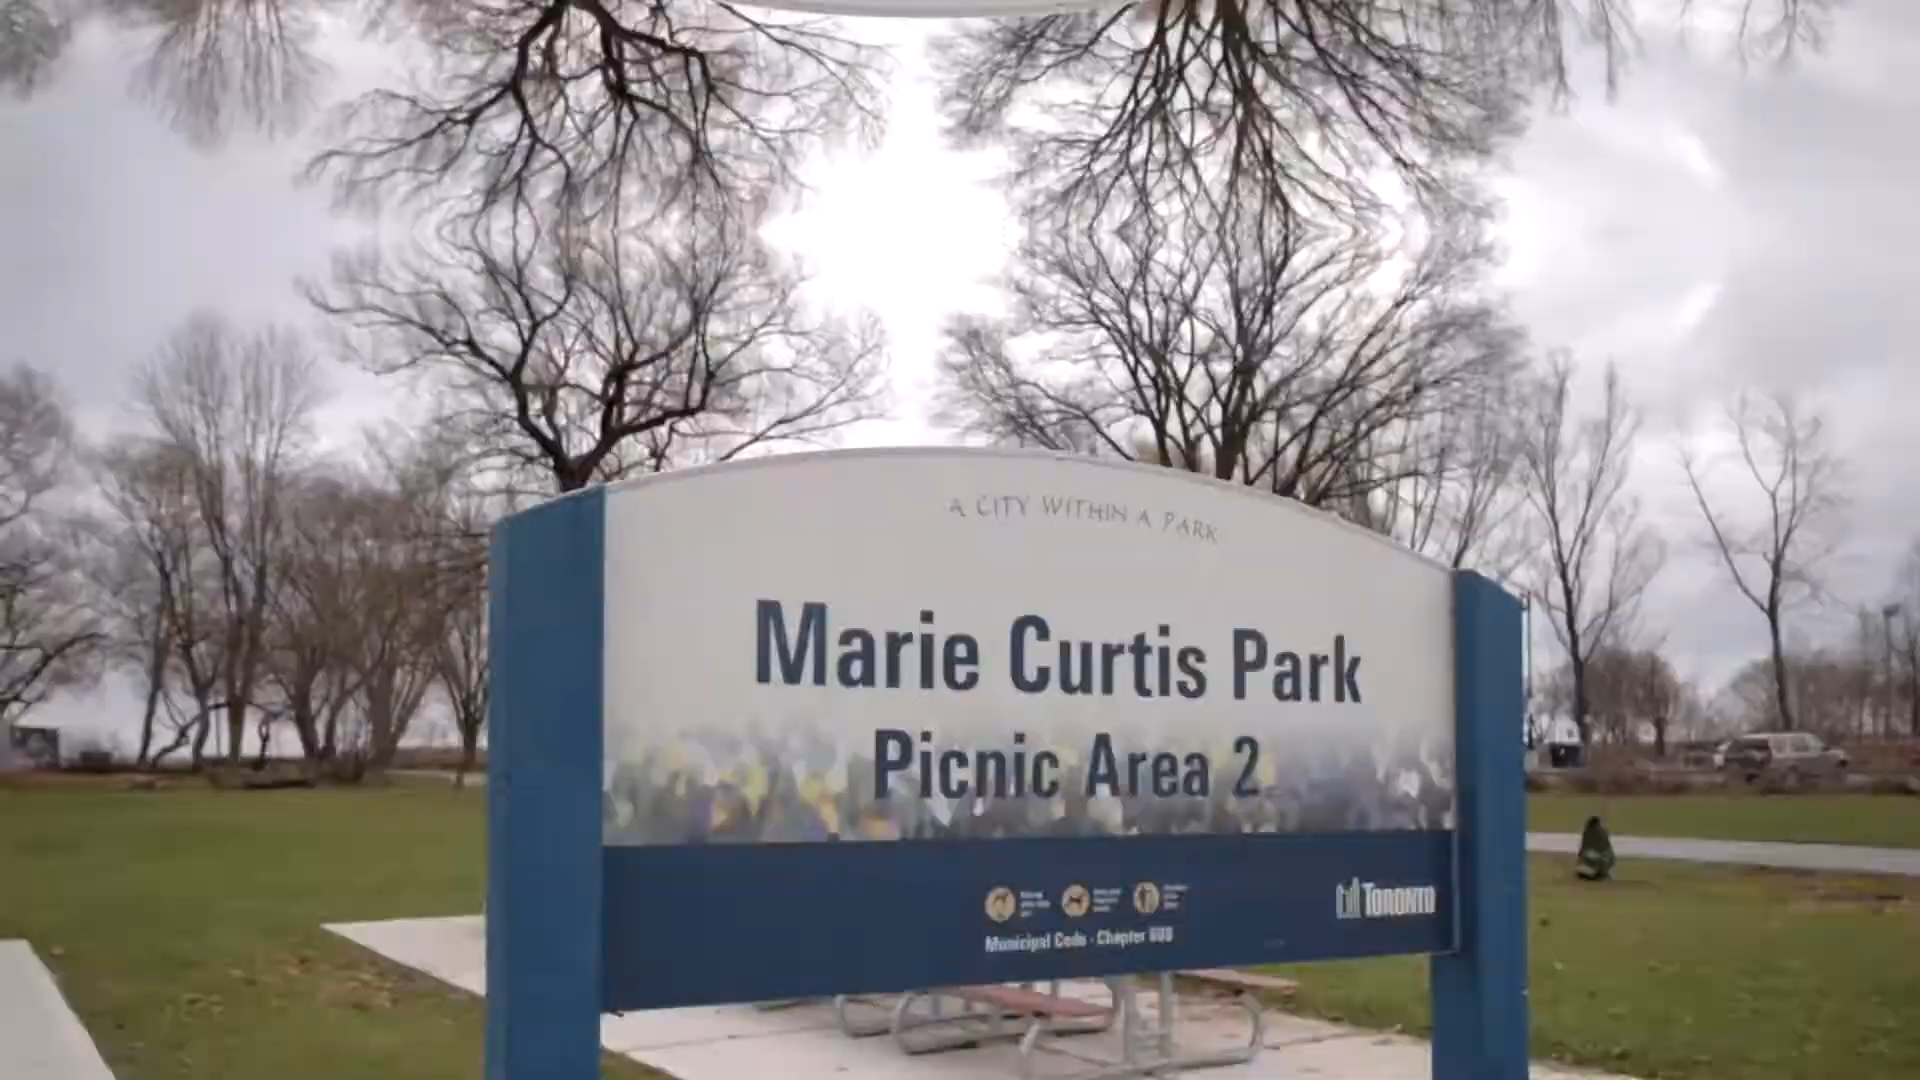 A CITY WITHIN A PARK
Marie Curtis Park
Picnic Area 2
Municipal Code - Chapter 608
TORONTO